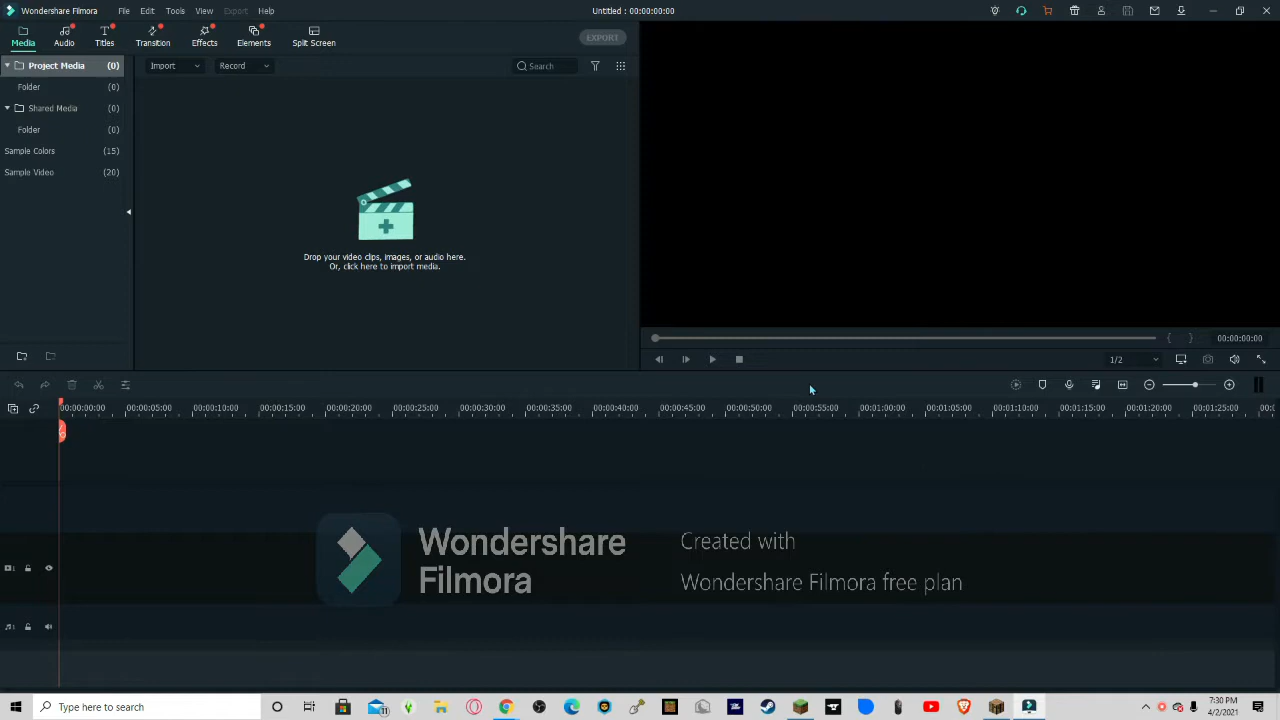 Wondershare Filmora
File Edit Tools View Export Help
Untitled : 00:00:00:00
Media Audio Titles Transition Effects Elements Split Screen
EXPORT
Project Media (0)
Import
Record
Search
Folder (0)
Shared Media (0)
Folder (0)
Sample Colors (15)
Sample Video (20)
Drop your video clips, images, or audio here.
Or, click here to import media.
{ } 00:00:00:00
1/2
00:00:00:00 00:00:05:00 00:00:10:00 00:00:15:00 00:00:20:00 00:00:25:00 00:00:30:00 00:00:35:00 00:00:40:00 00:00:45:00 00:00:50:00 00:00:55:00 00:01:00:00 00:01:05:00 00:01:10:00 00:01:15:00 00:01:20:00 00:01:25:00
Wondershare
Filmora
Created with
Wondershare Filmora free plan
1
1
Type here to search
11
7:30 PM
4/2/2021